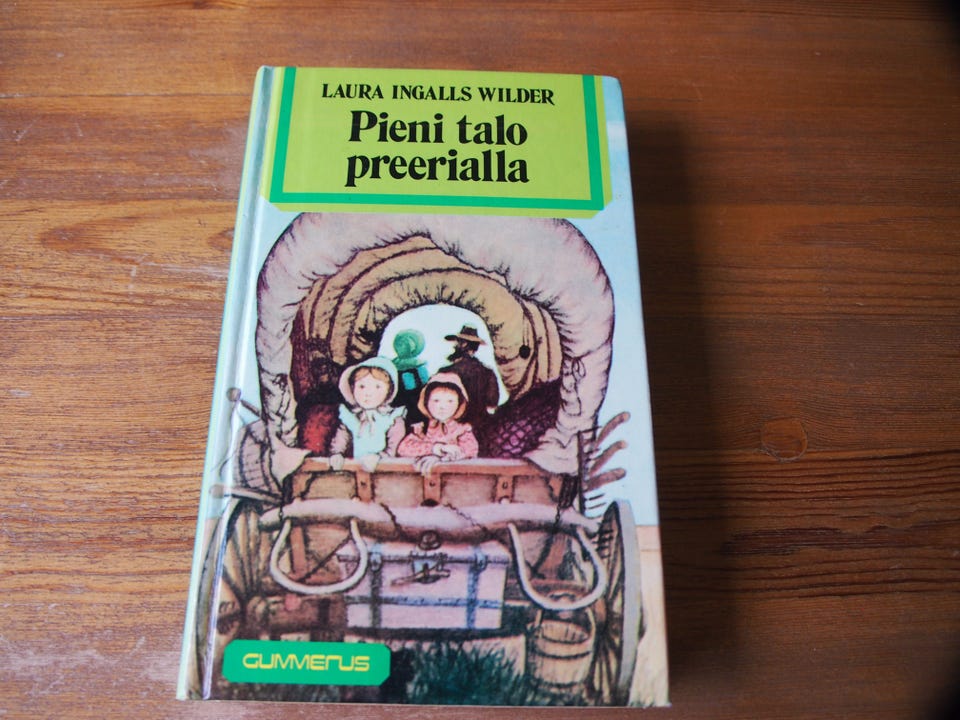 LAURA INGALLS WILDER
Pieni talo
preerialla
GUMMERUS